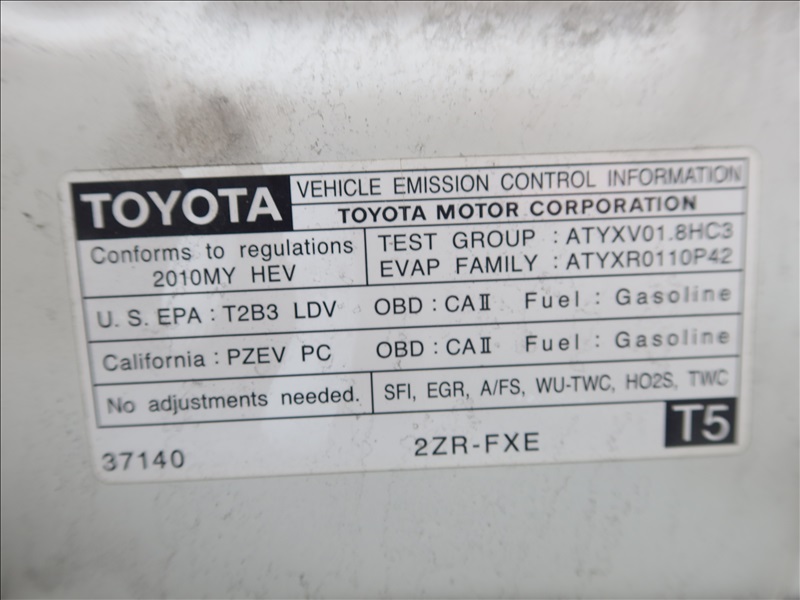 TOYOTA
VEHICLE EMISSION CONTROL INFORMATION
TOYOTA MOTOR CORPORATION
Conforms to regulations
2010MY HEV
TEST GROUP : ATYXV01.8HC3
EVAP FAMILY : ATYXR0110P42
U. S. EPA : T2B3 LDV OBD : CAⅡ Fuel : Gasoline
California : PZEV PC OBD : CAⅡ Fuel : Gasoline
No adjustments needed.
SFI, EGR, A/FS, WU-TWC, HO2S, TWC
37140
2ZR-FXE
T5